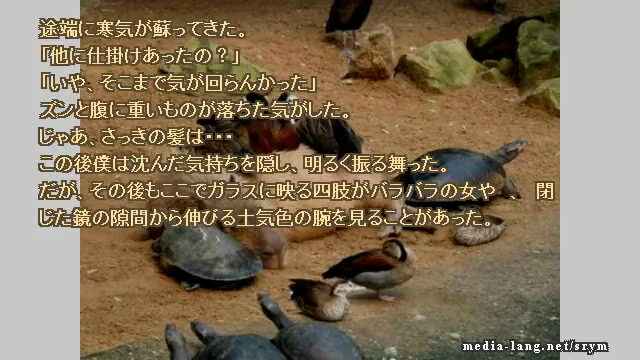 途端に寒気が蘇ってきた。
「他に仕掛けあったの？」
「いや、そこまで気が回らんかった」
ズンと腹に重いものが落ちた気がした。
じゃあ、さっきの髪は・・・
この後僕は沈んだ気持ちを隠し、明るく振る舞った。
だが、その後もここでガラスに映る四肢がバラバラの女や　、　閉
じた鏡の隙間から伸びる土気色の腕を見ることがあった。
media-lang.net/srym